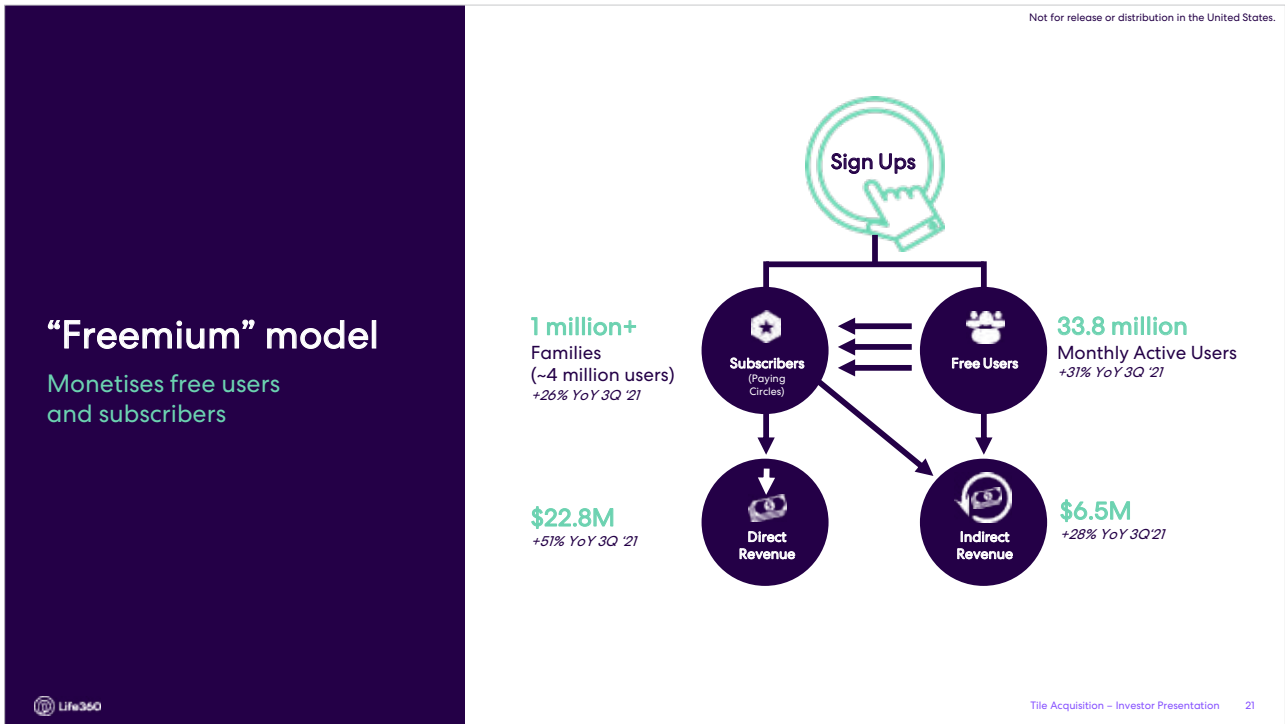 Not for release or distribution in the United States.
“Freemium” model
Monetises free users
and subscribers
Sign Ups
1 million+
Families
(~4 million users)
+26% YoY 3Q ‘21
Subscribers
(Paying
Circles)
Free Users
33.8 million
Monthly Active Users
+31% YoY 3Q ‘21
$22.8M
+51% YoY 3Q ‘21
Direct
Revenue
Indirect
Revenue
$6.5M
+28% YoY 3Q‘21
Life360
Tile Acquisition – Investor Presentation 21